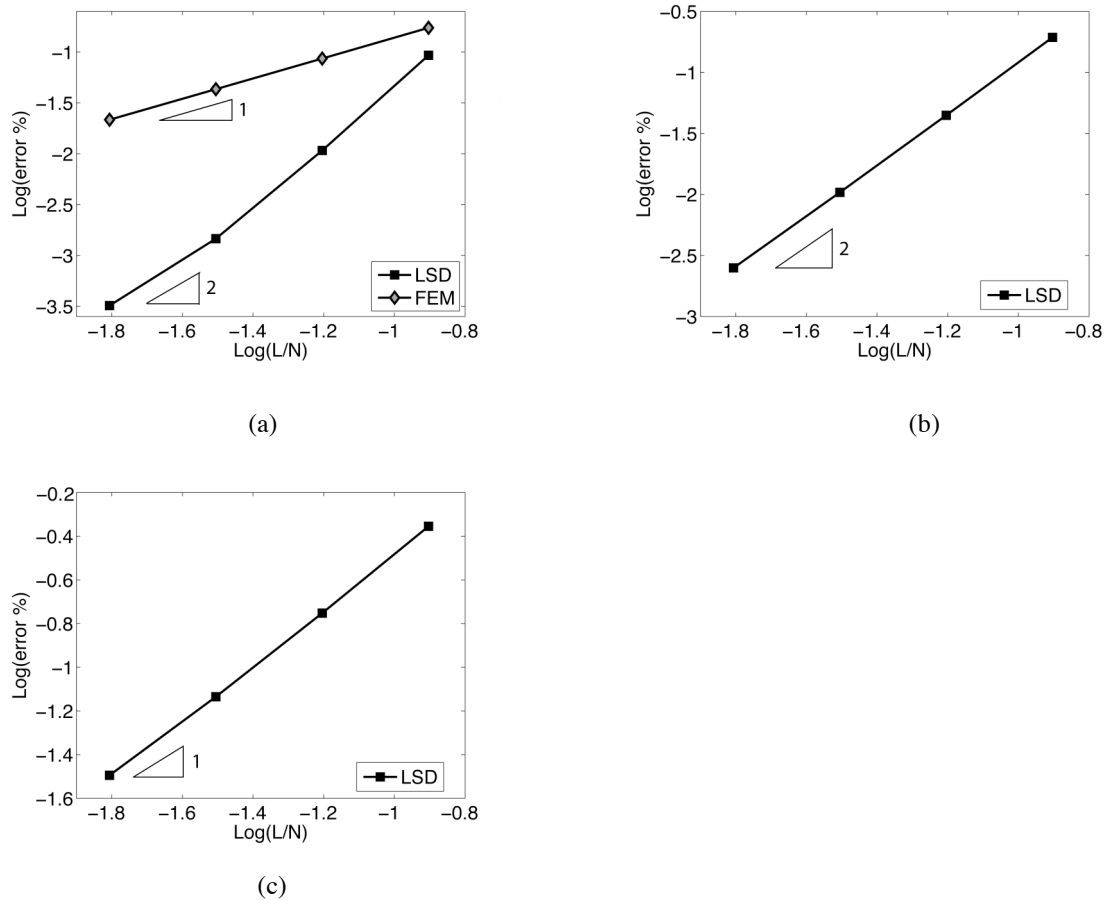 −1
−1.5
−2
−2.5
−3
−3.5
Log(error %)
1
2
LSD
FEM
−1.8 −1.6 −1.4 −1.2 −1 −0.8
Log(L/N)
(a)
−0.5
−1
−1.5
−2
−2.5
−3
Log(error %)
2
LSD
−1.8 −1.6 −1.4 −1.2 −1 −0.8
Log(L/N)
(b)
−0.2
−0.4
−0.6
−0.8
−1
−1.2
−1.4
−1.6
Log(error %)
1
LSD
−1.8 −1.6 −1.4 −1.2 −1 −0.8
Log(L/N)
(c)